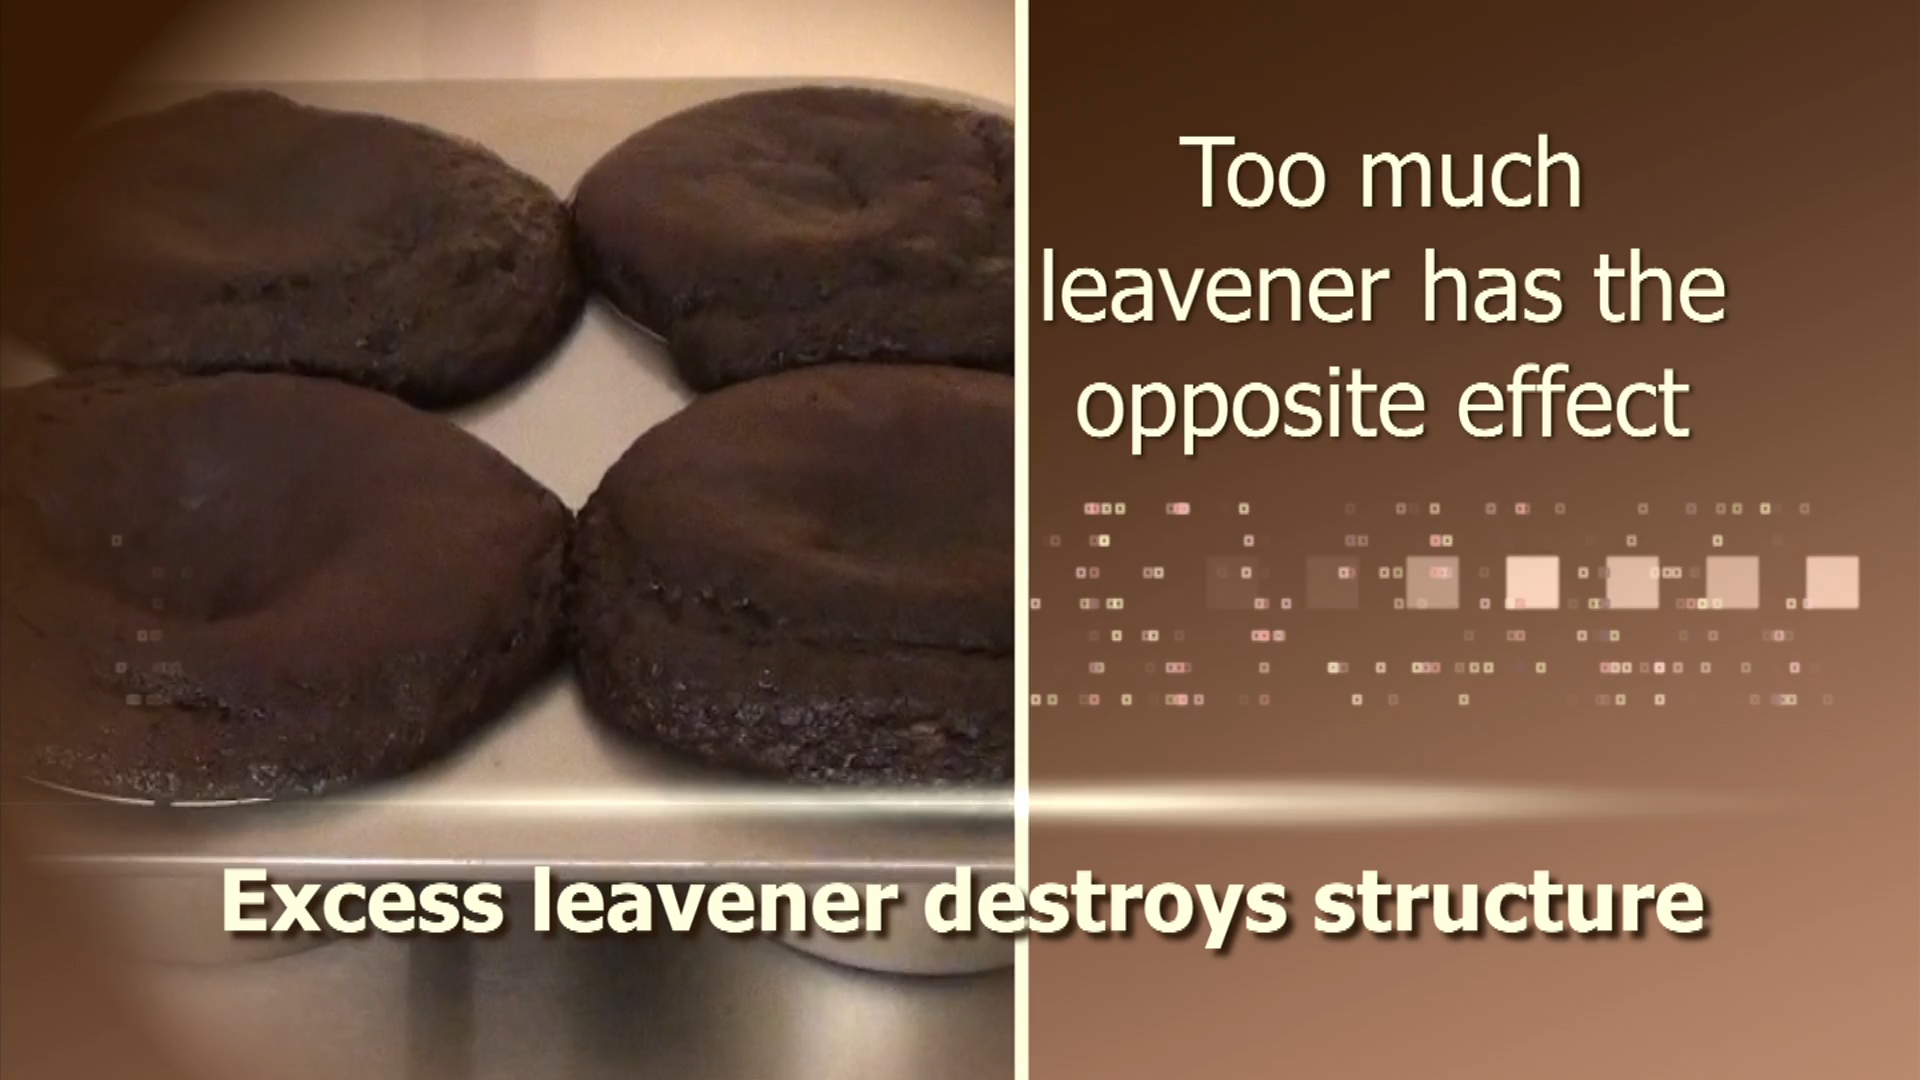 Too much
leavener has the
opposite effect
Excess leavener destroys structure